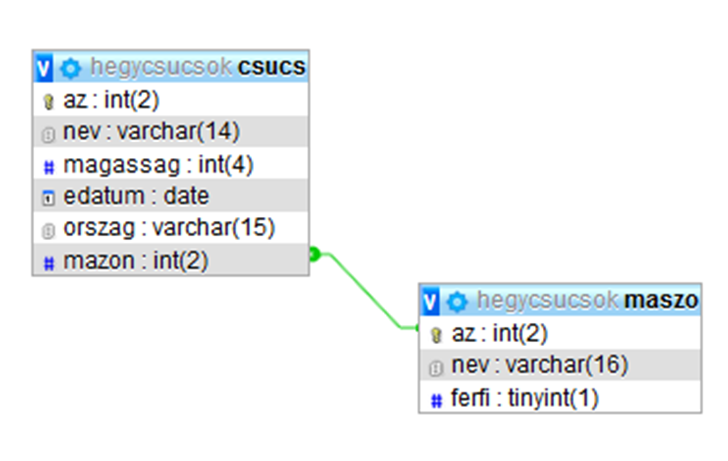 V hegycsucsok csucs
az : int(2)
nev : varchar(14)
# magassag : int(4)
edatum : date
orszag : varchar(15)
# mazon : int(2)
V hegycsucsok maszo
az : int(2)
nev : varchar(16)
# ferfi : tinyint(1)